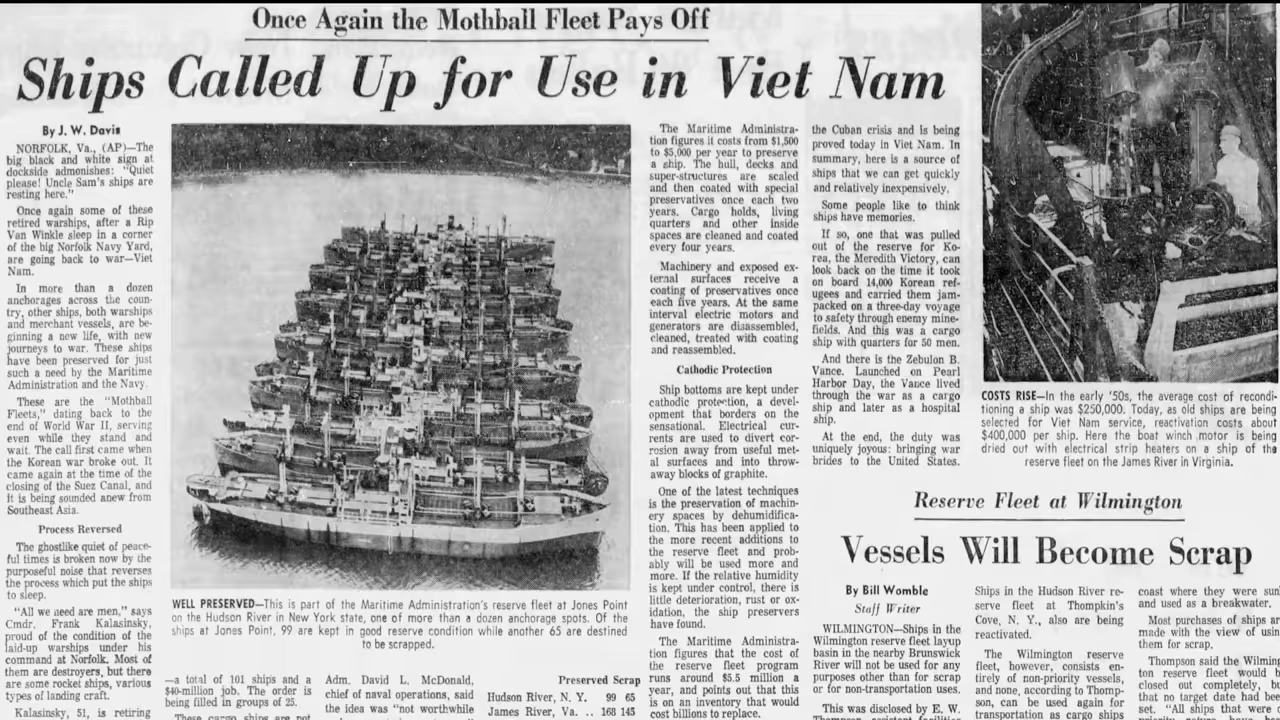 Once Again the Mothball Fleet Pays Off
Ships Called Up for Use in Viet Nam
By J. W. Davis
NORFOLK, Va., (AP)—The
big black and white sign at
dockside admonishes: "Quiet
please! Uncle Sam's ships are
resting here."
Once again some of these
retired warships, after a Rip
Van Winkle sleep in a corner
of the big Norfolk Navy Yard,
are going back to war—Viet
Nam.
In more than a dozen
anchorages across the coun-
try, other ships, both warships
and merchant vessels, are be-
ginning a new life, with new
journeys to war. These ships
have been preserved for just
such a need by the Maritime
Administration and the Navy.
These are the "Mothball
Fleets," dating back to the
end of World War II, serving
even while they stand and
wait. The call first came when
the Korean war broke out. It
came again at the time of the
closing of the Suez Canal, and
it is being sounded anew from
Southeast Asia.
Process Reversed
The ghostlike quiet of peace-
ful times is broken now by the
purposeful noise that reverses
the process which put the ships
to sleep.
"All we need are men," says
Cmdr. Frank Kalasinsky,
proud of the condition of the
laid-up warships under his
command at Norfolk. Most of
them are destroyers, but there
are some rocket ships, various
types of landing craft.
Kalasinsky, 51, is retiring
WELL PRESERVED—This is part of the Maritime Administration's reserve fleet at Jones Point
on the Hudson River in New York state, one of more than a dozen anchorage spots. Of the
ships at Jones Point, 99 are kept in good reserve condition while another 65 are destined
to be scrapped.
—a total of 101 ships and a
$40-million job. The order is
being filled in groups of 25.
These cargo ships are not
Adm. David L. McDonald,
chief of naval operations, said
the idea was "not worthwhile
Preserved Scrap
Hudson River, N. Y. 99 65
James River, Va. .. 168 145
The Maritime Administra-
tion figures it costs from $1,500
to $5,000 per year to preserve
a ship. The hull, decks and
super-structures are scaled
and then coated with special
preservatives once each two
years. Cargo holds, living
quarters and other inside
spaces are cleaned and coated
every four years.
Machinery and exposed ex-
ternal surfaces receive a
coating of preservatives once
each five years. At the same
interval electric motors and
generators are disassembled,
cleaned, treated with coating
and reassembled.
Cathodic Protection
Ship bottoms are kept under
cathodic protection, a devel-
opment that borders on the
sensational. Electrical cur-
rents are used to divert cor-
rosion away from useful met-
al surfaces and into throw-
away blocks of graphite.
One of the latest techniques
is the preservation of machin-
ery spaces by dehumidifica-
tion. This has been applied to
the more recent additions to
the reserve fleet and prob-
ably will be used more and
more. If the relative humidity
is kept under control, there is
little deterioration, rust or ox-
idation, the ship preservers
have found.
The Maritime Administra-
tion figures that the cost of
the reserve fleet program
runs around $5.5 million a
year, and points out that this
is on an inventory that would
cost billions to replace.
the Cuban crisis and is being
proved today in Viet Nam. In
summary, here is a source of
ships that we can get quickly
and relatively inexpensively.
Some people like to think
ships have memories.
If so, one that was pulled
out of the reserve for Ko-
rea, the Meredith Victory, can
look back on the time it took
on board 14,000 Korean ref-
ugees and carried them jam-
packed on a three-day voyage
to safety through enemy mine-
fields. And this was a cargo
ship with quarters for 50 men.
And there is the Zebulon B.
Vance. Launched on Pearl
Harbor Day, the Vance lived
through the war as a cargo
ship and later as a hospital
ship.
At the end, the duty was
uniquely joyous: bringing war
brides to the United States.
COSTS RISE—In the early '50s, the average cost of recondi-
tioning a ship was $250,000. Today, as old ships are being
selected for Viet Nam service, reactivation costs about
$400,000 per ship. Here the boat winch motor is being
dried out with electrical strip heaters on a ship of the
reserve fleet on the James River in Virginia.
Reserve Fleet at Wilmington
Vessels Will Become Scrap
By Bill Womble
Staff Writer
WILMINGTON—Ships in the
Wilmington reserve fleet layup
basin in the nearby Brunswick
River will not be used for any
purposes other than for scrap
or for non-transportation uses.
This was disclosed by E. W.
Thompson, assistant facilities
Ships in the Hudson River re-
serve fleet at Thompkin's
Cove, N. Y., also are being
reactivated.
The Wilmington reserve
fleet, however, consists en-
tirely of non-priority vessels,
and none, according to Thomp-
son, can be used again for
transportation as cargo ships
coast where they were sun
and used as a breakwater.
Most purchases of ships ar
made with the view of usin
them for scrap.
Thompson said the Wilming
ton reserve fleet would b
closed out completely, bu
that no target date had bee
set. "All ships that were o